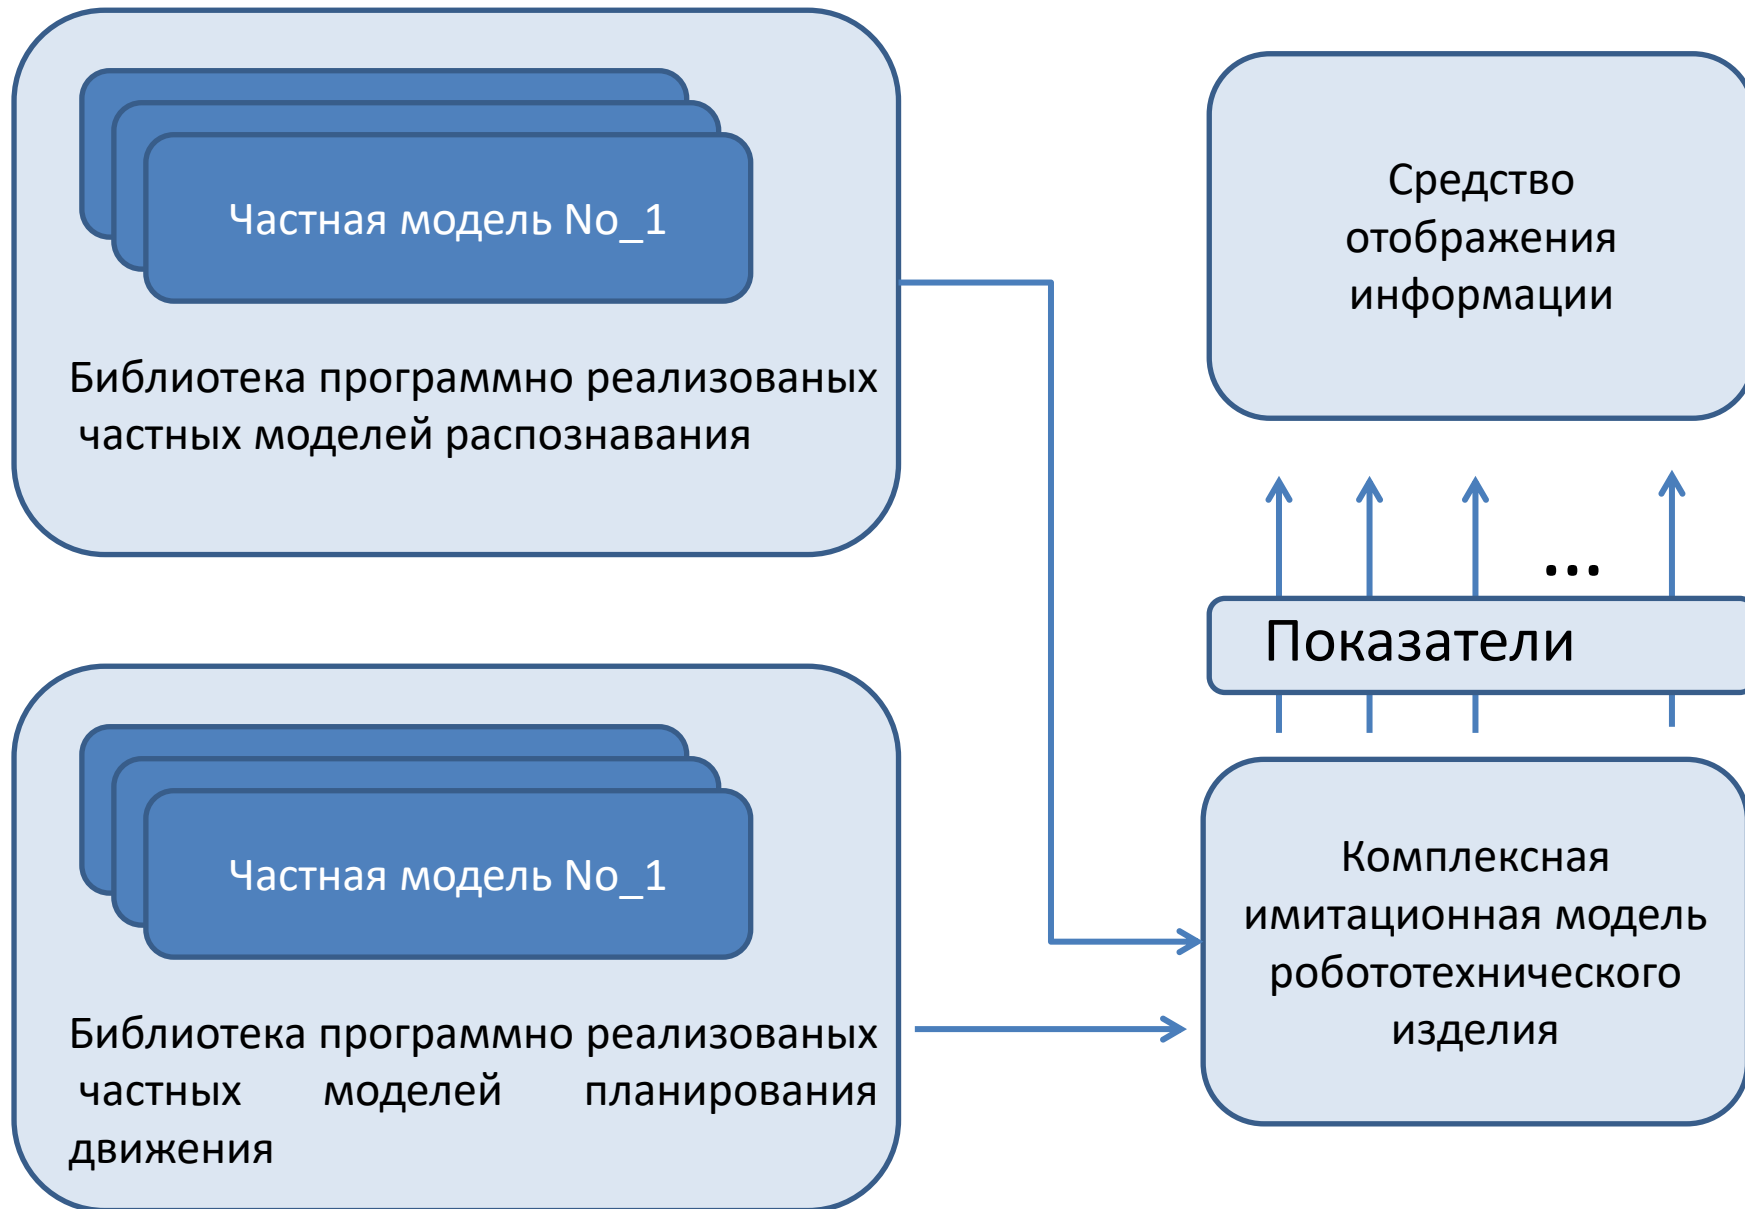 Частная модель No_1
Библиотека программно реализованых
частных моделей распознавания
Частная модель No_1
Библиотека программно реализованых
частных моделей планирования
движения
Средство
отображения
информации
...
Показатели
Комплексная
имитационная модель
робототехнического
изделия